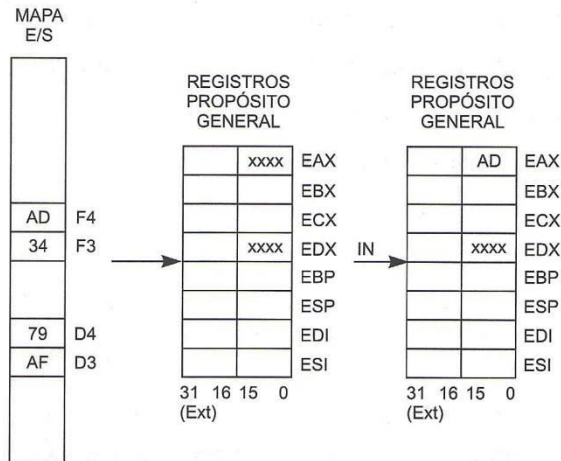 MAPA
E/S
AD F4
34 F3
79 D4
AF D3
REGISTROS
PROPÓSITO
GENERAL
xxxx EAX
EBX
ECX
xxxx EDX
EBP
ESP
EDI
ESI
31 16 15 0
(Ext)
IN
REGISTROS
PROPÓSITO
GENERAL
AD EAX
EBX
ECX
xxxx EDX
EBP
ESP
EDI
ESI
31 16 15 0
(Ext)